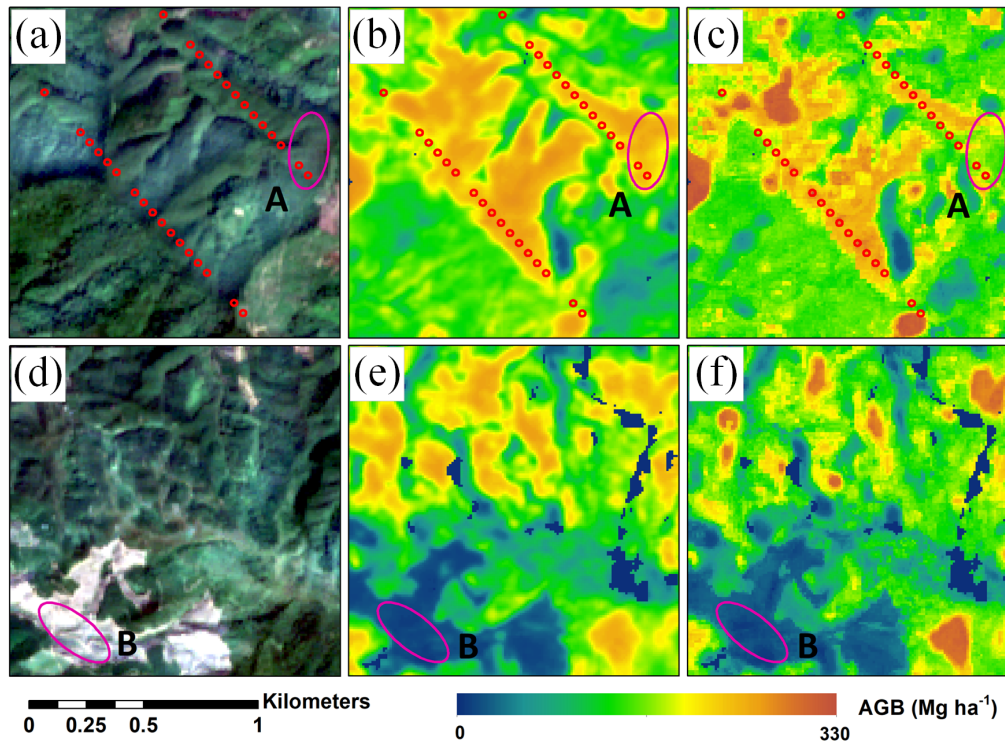 (a)
(b)
(c)
A
A
A
(d)
(e)
(f)
B
B
B
Kilometers
0 0.25 0.5 1
AGB (Mg ha⁻¹)
0 330